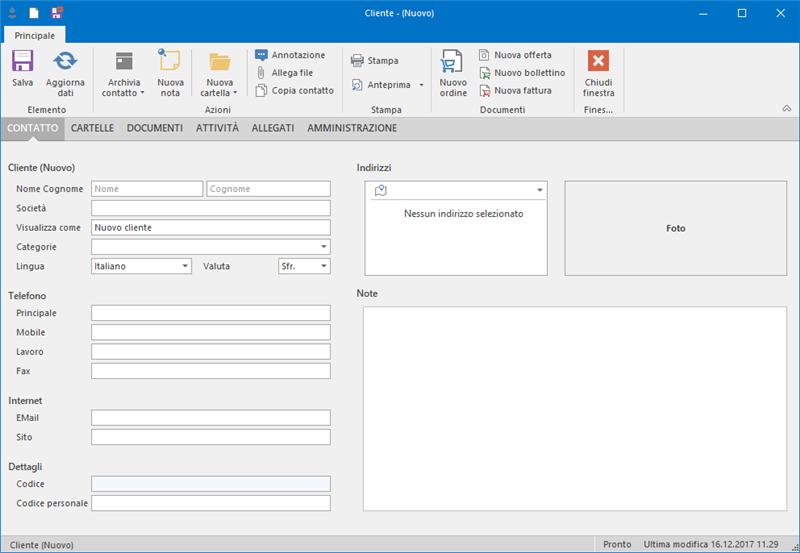 Cliente - (Nuovo)
Principale
Salva
Aggiorna dati
Archivia contatto
Nuova nota
Nuova cartella
Annotazione
Allega file
Copia contatto
Stampa
Anteprima
Nuovo ordine
Nuova offerta
Nuovo bollettino
Nuova fattura
Chiudi finestra
Elemento
Azioni
Stampa
Documenti
Fines...
CONTATTO CARTELLE DOCUMENTI ATTIVITÀ ALLEGATI AMMINISTRAZIONE
Cliente (Nuovo)
Nome Cognome Nome Cognome
Società
Visualizza come Nuovo cliente
Categorie
Lingua Italiano Valuta Sfr.
Telefono
Principale
Mobile
Lavoro
Fax
Internet
EMail
Sito
Dettagli
Codice
Codice personale
Indirizzi
Nessun indirizzo selezionato
Foto
Note
Cliente (Nuovo)
Pronto
Ultima modifica 16.12.2017 11.29